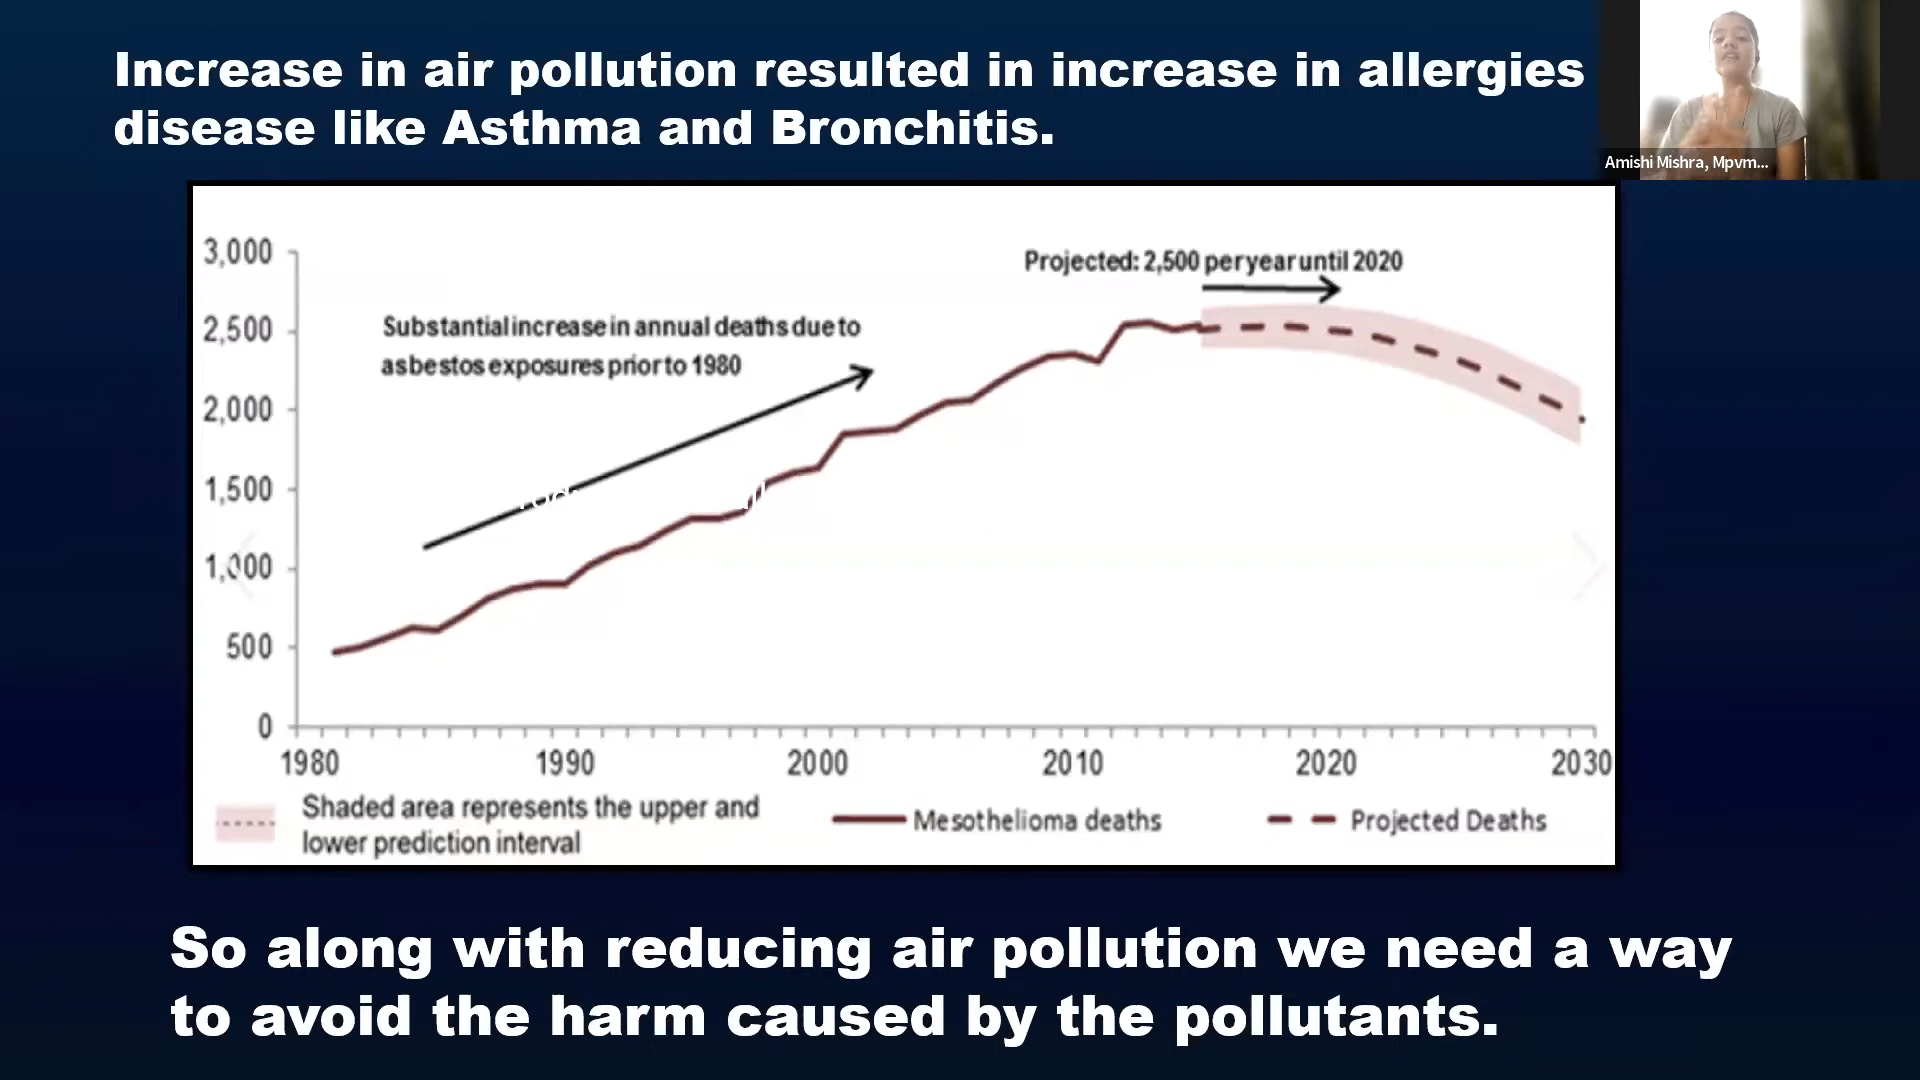 Increase in air pollution resulted in increase in allergies
disease like Asthma and Bronchitis.
Amishi Mishra, Mpvm...
3,000
2,500
2,000
1,500
1,000
500
0
Projected: 2,500 per year until 2020
Substantial increase in annual deaths due to
asbestos exposures prior to 1980
1980 1990 2000 2010 2020 2030
Shaded area represents the upper and
lower prediction interval
Mesothelioma deaths
Projected Deaths
So along with reducing air pollution we need a way
to avoid the harm caused by the pollutants.